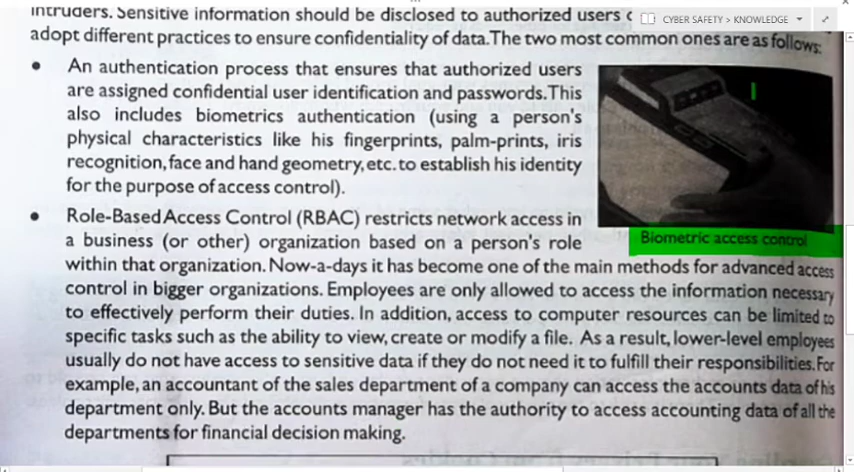 intruders. Sensitive information should be disclosed to authorized users
CYBER SAFETY > KNOWLEDGE
adopt different practices to ensure confidentiality of data. The two most common ones are as follows:
• An authentication process that ensures that authorized users
are assigned confidential user identification and passwords. This
also includes biometrics authentication (using a person's
physical characteristics like his fingerprints, palm-prints, iris
recognition, face and hand geometry, etc. to establish his identity
for the purpose of access control).
Biometric access control
• Role-Based Access Control (RBAC) restricts network access in
a business (or other) organization based on a person's role
within that organization. Now-a-days it has become one of the main methods for advanced access
control in bigger organizations. Employees are only allowed to access the information necessary
to effectively perform their duties. In addition, access to computer resources can be limited to
specific tasks such as the ability to view, create or modify a file. As a result, lower-level employees
usually do not have access to sensitive data if they do not need it to fulfill their responsibilities. For
example, an accountant of the sales department of a company can access the accounts data of his
department only. But the accounts manager has the authority to access accounting data of all the
departments for financial decision making.